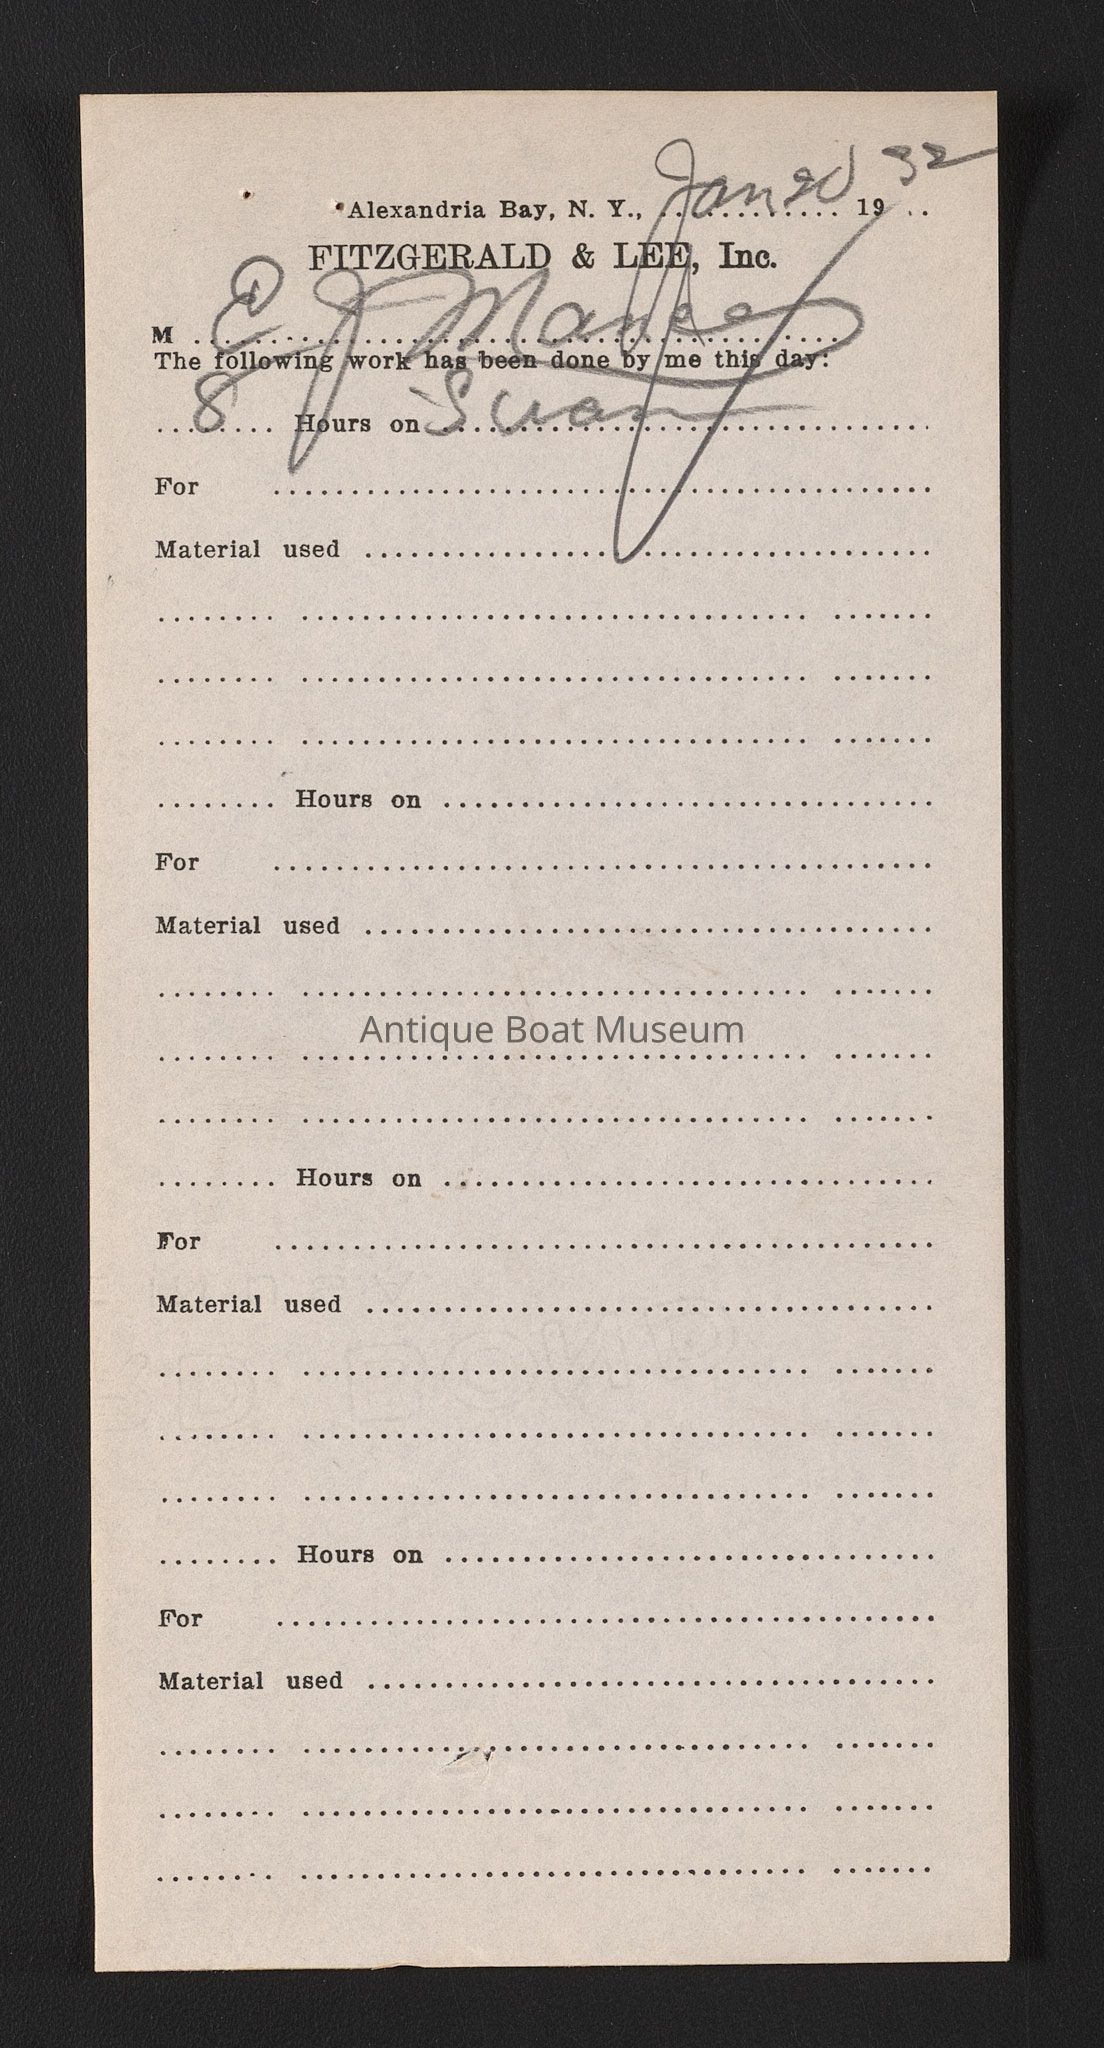 Alexandria Bay, N. Y., Jan 20 19 32
FITZGERALD & LEE, Inc.
M E J
The following work has been done by me this day:
8 Hours on Swan
For
Material used
Hours on
For
Material used
Antique Boat Museum
Hours on
For
Material used
Hours on
For
Material used